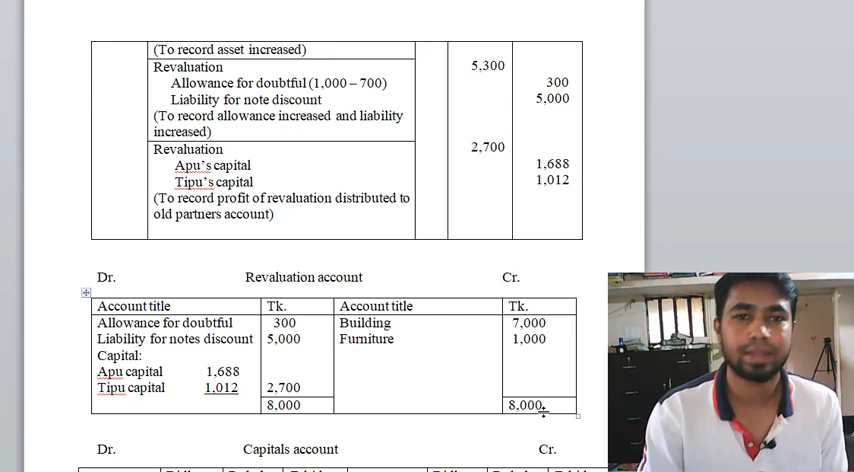 (To record asset increased)
Revaluation 5,300
Allowance for doubtful (1,000 – 700) 300
Liability for note discount 5,000
(To record allowance increased and liability
increased)
Revaluation 2,700
Apu's capital 1,688
Tipu's capital 1,012
(To record profit of revaluation distributed to
old partners account)
Dr. Revaluation account Cr.
Account title Tk. Account title Tk.
Allowance for doubtful 300 Building 7,000
Liability for notes discount 5,000 Furniture 1,000
Capital:
Apu capital 1,688
Tipu capital 1,012 2,700
8,000 8,000
Dr. Capitals account Cr.